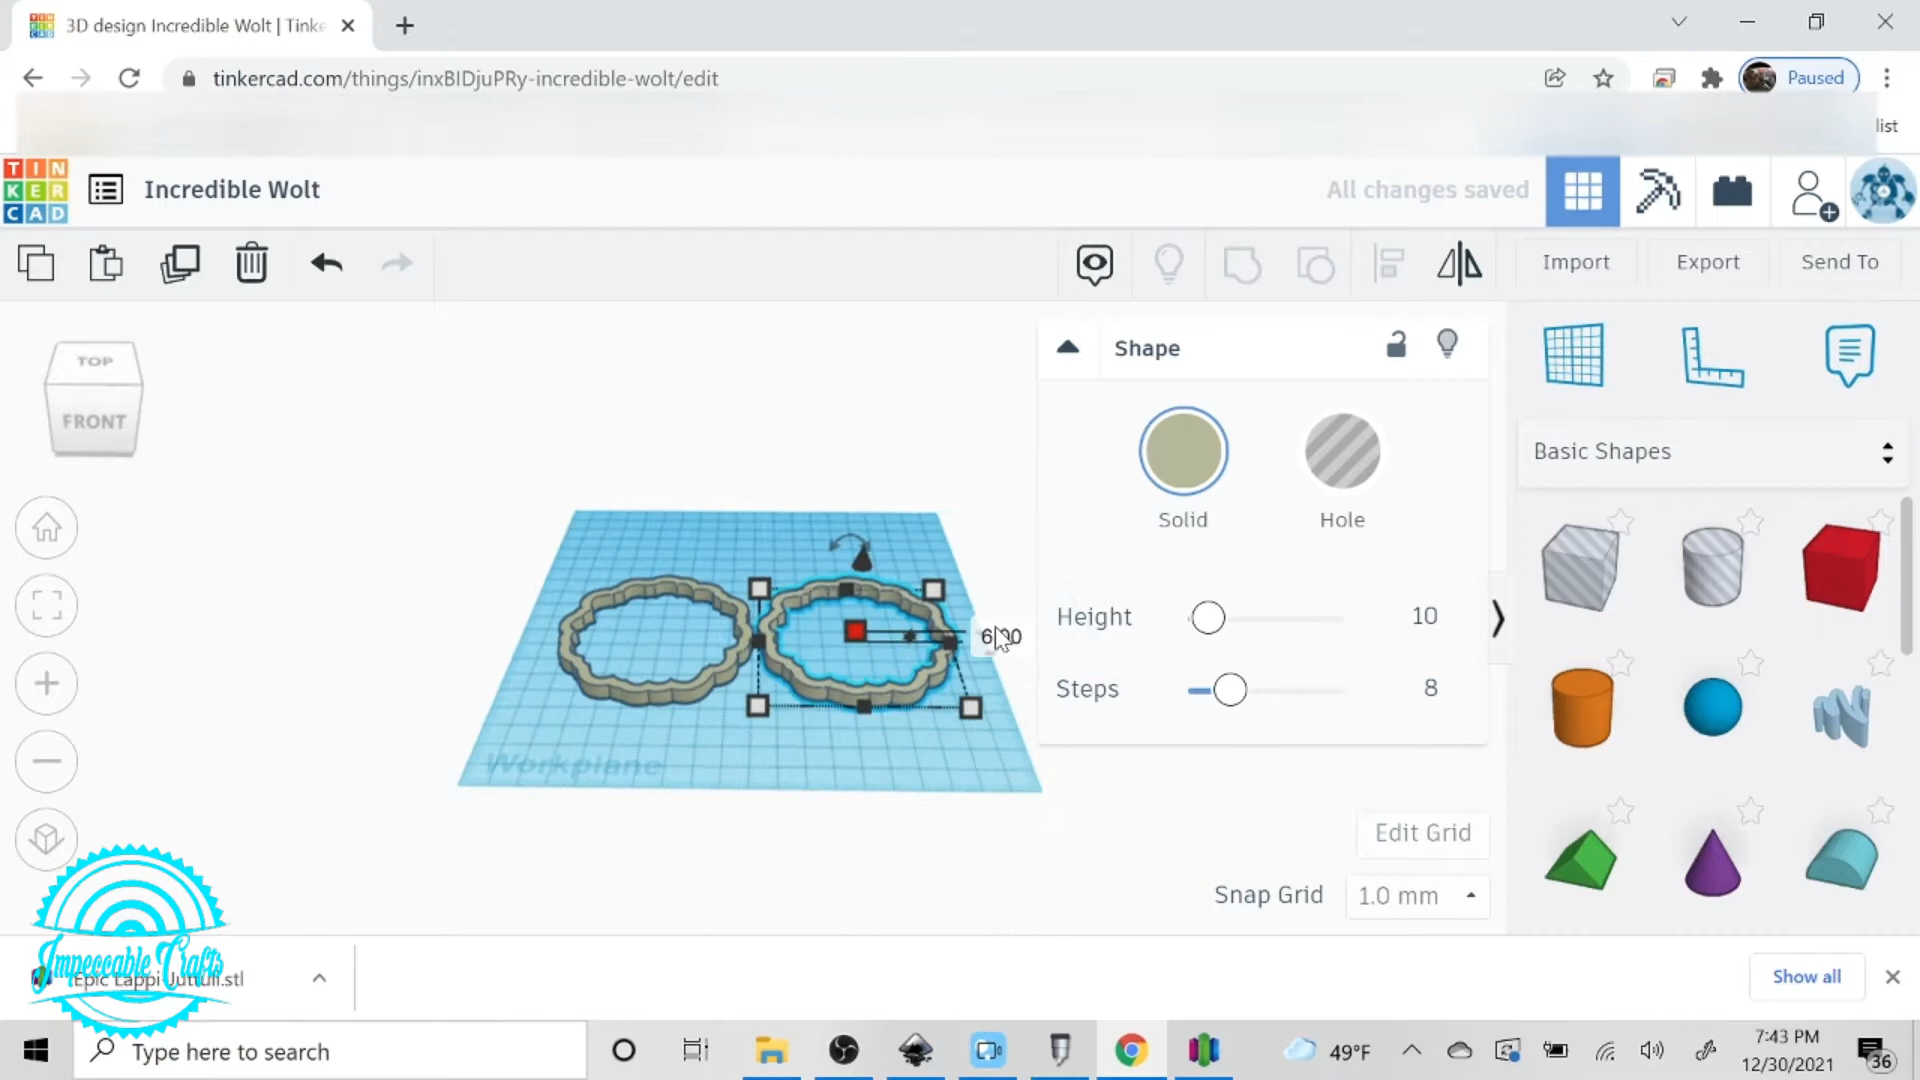 3D design Incredible Wolt | Tinke
tinkercad.com/things/inxBIDjuPRy-incredible-wolt/edit
Paused
list
TIN
KER
CAD
Incredible Wolt
All changes saved
Import
Export
Send To
TOP
FRONT
Shape
Solid
Hole
Height
10
Steps
8
Basic Shapes
Workplane
Edit Grid
Snap Grid
1.0 mm
Impeccable Crafts
Show all
Type here to search
49°F
7:43 PM
12/30/2021
36